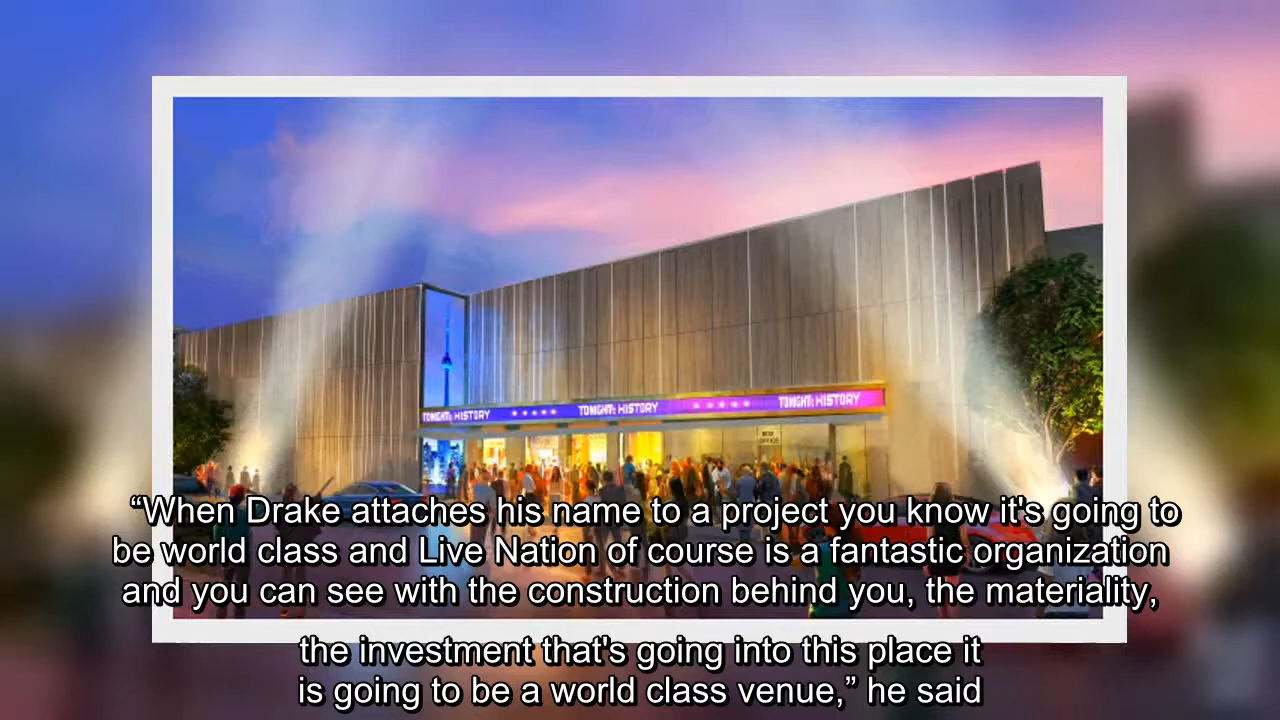 TONIGHT: HISTORY ★★★★★ TONIGHT: HISTORY ★★★★★ TONIGHT: HISTORY
BOX
OFFICE
“When Drake attaches his name to a project you know it's going to
be world class and Live Nation of course is a fantastic organization
and you can see with the construction behind you, the materiality,
the investment that's going into this place it
is going to be a world class venue,” he said